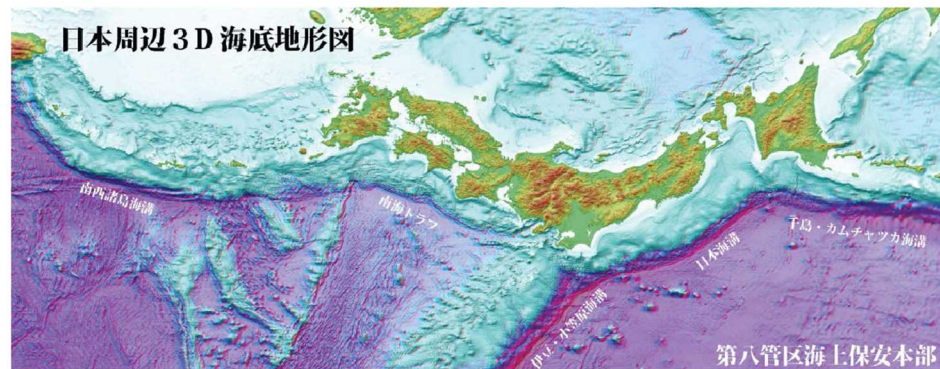 日本周辺３Ｄ海底地形図
南西諸島海溝
南海トラフ
伊豆・小笠原海溝
日本海溝
千島・カムチャツカ海溝
第八管区海上保安本部